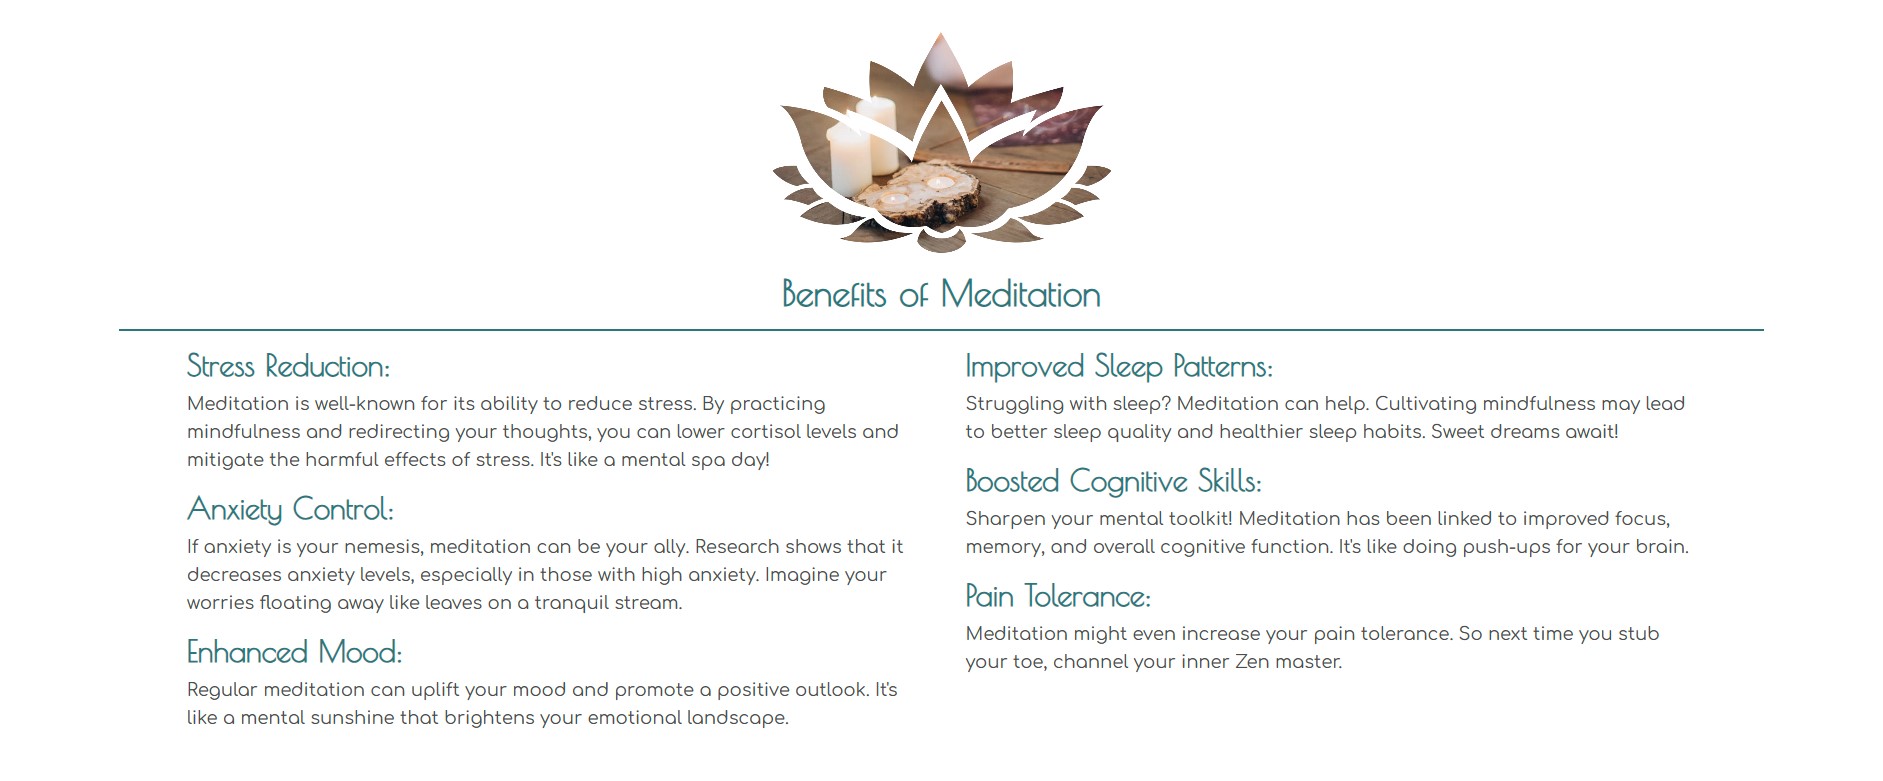 Benefits of Meditation
Stress Reduction:
Meditation is well-known for its ability to reduce stress. By practicing
mindfulness and redirecting your thoughts, you can lower cortisol levels and
mitigate the harmful effects of stress. It's like a mental spa day!
Anxiety Control:
If anxiety is your nemesis, meditation can be your ally. Research shows that it
decreases anxiety levels, especially in those with high anxiety. Imagine your
worries floating away like leaves on a tranquil stream.
Enhanced Mood:
Regular meditation can uplift your mood and promote a positive outlook. It's
like a mental sunshine that brightens your emotional landscape.
Improved Sleep Patterns:
Struggling with sleep? Meditation can help. Cultivating mindfulness may lead
to better sleep quality and healthier sleep habits. Sweet dreams await!
Boosted Cognitive Skills:
Sharpen your mental toolkit! Meditation has been linked to improved focus,
memory, and overall cognitive function. It's like doing push-ups for your brain.
Pain Tolerance:
Meditation might even increase your pain tolerance. So next time you stub
your toe, channel your inner Zen master.